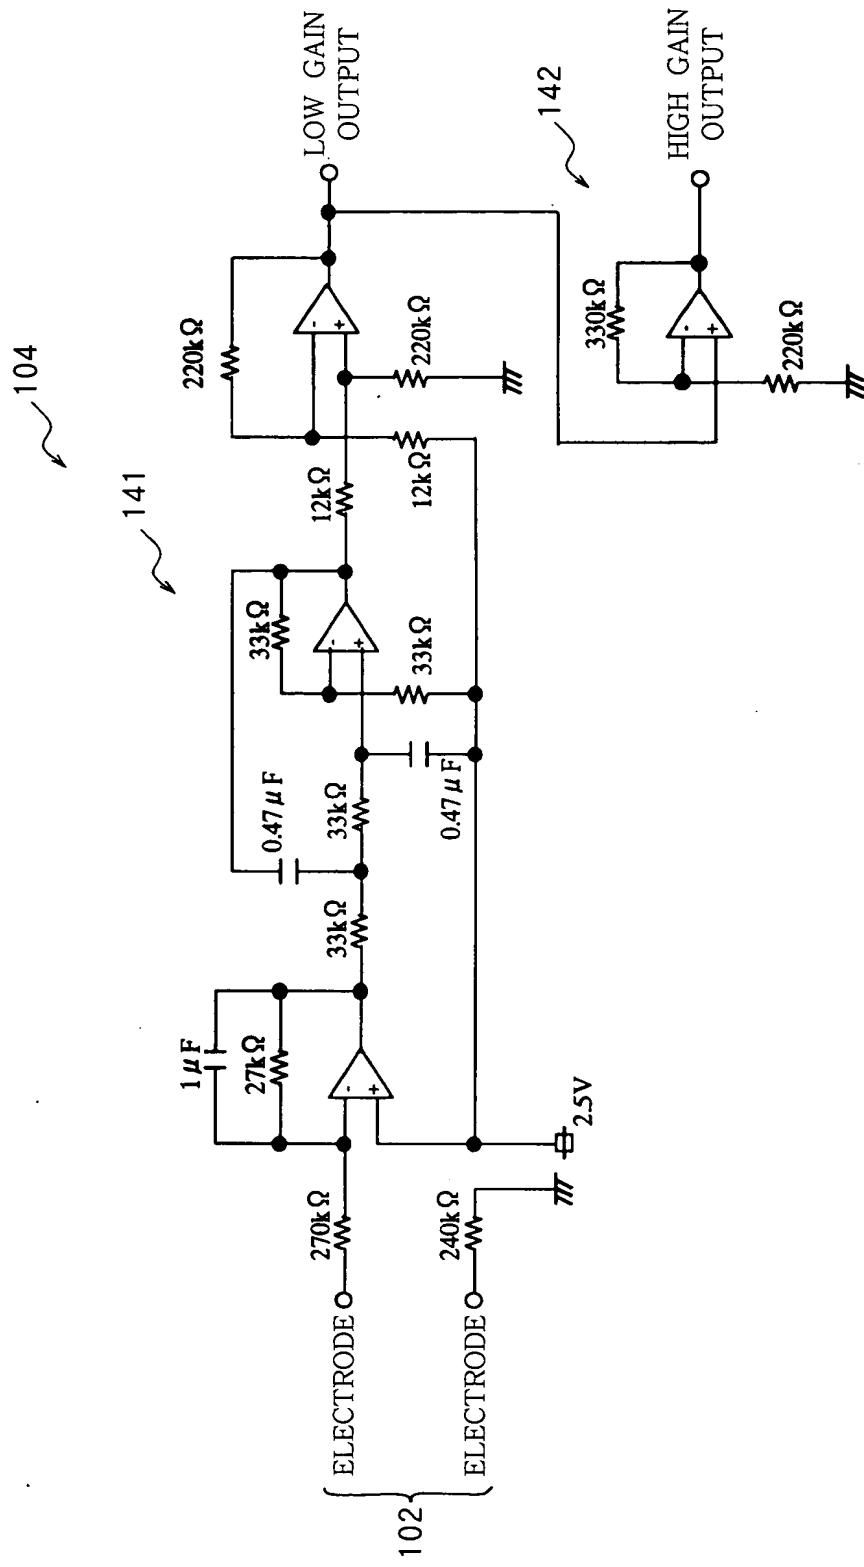 104
141
142
102
ELECTRODE
ELECTRODE
270kΩ
240kΩ
1μF
27kΩ
-
+
2.5V
33kΩ
0.47μF
33kΩ
0.47μF
33kΩ
-
+
33kΩ
12kΩ
12kΩ
220kΩ
-
+
220kΩ
LOW GAIN
OUTPUT
330kΩ
-
+
220kΩ
HIGH GAIN
OUTPUT